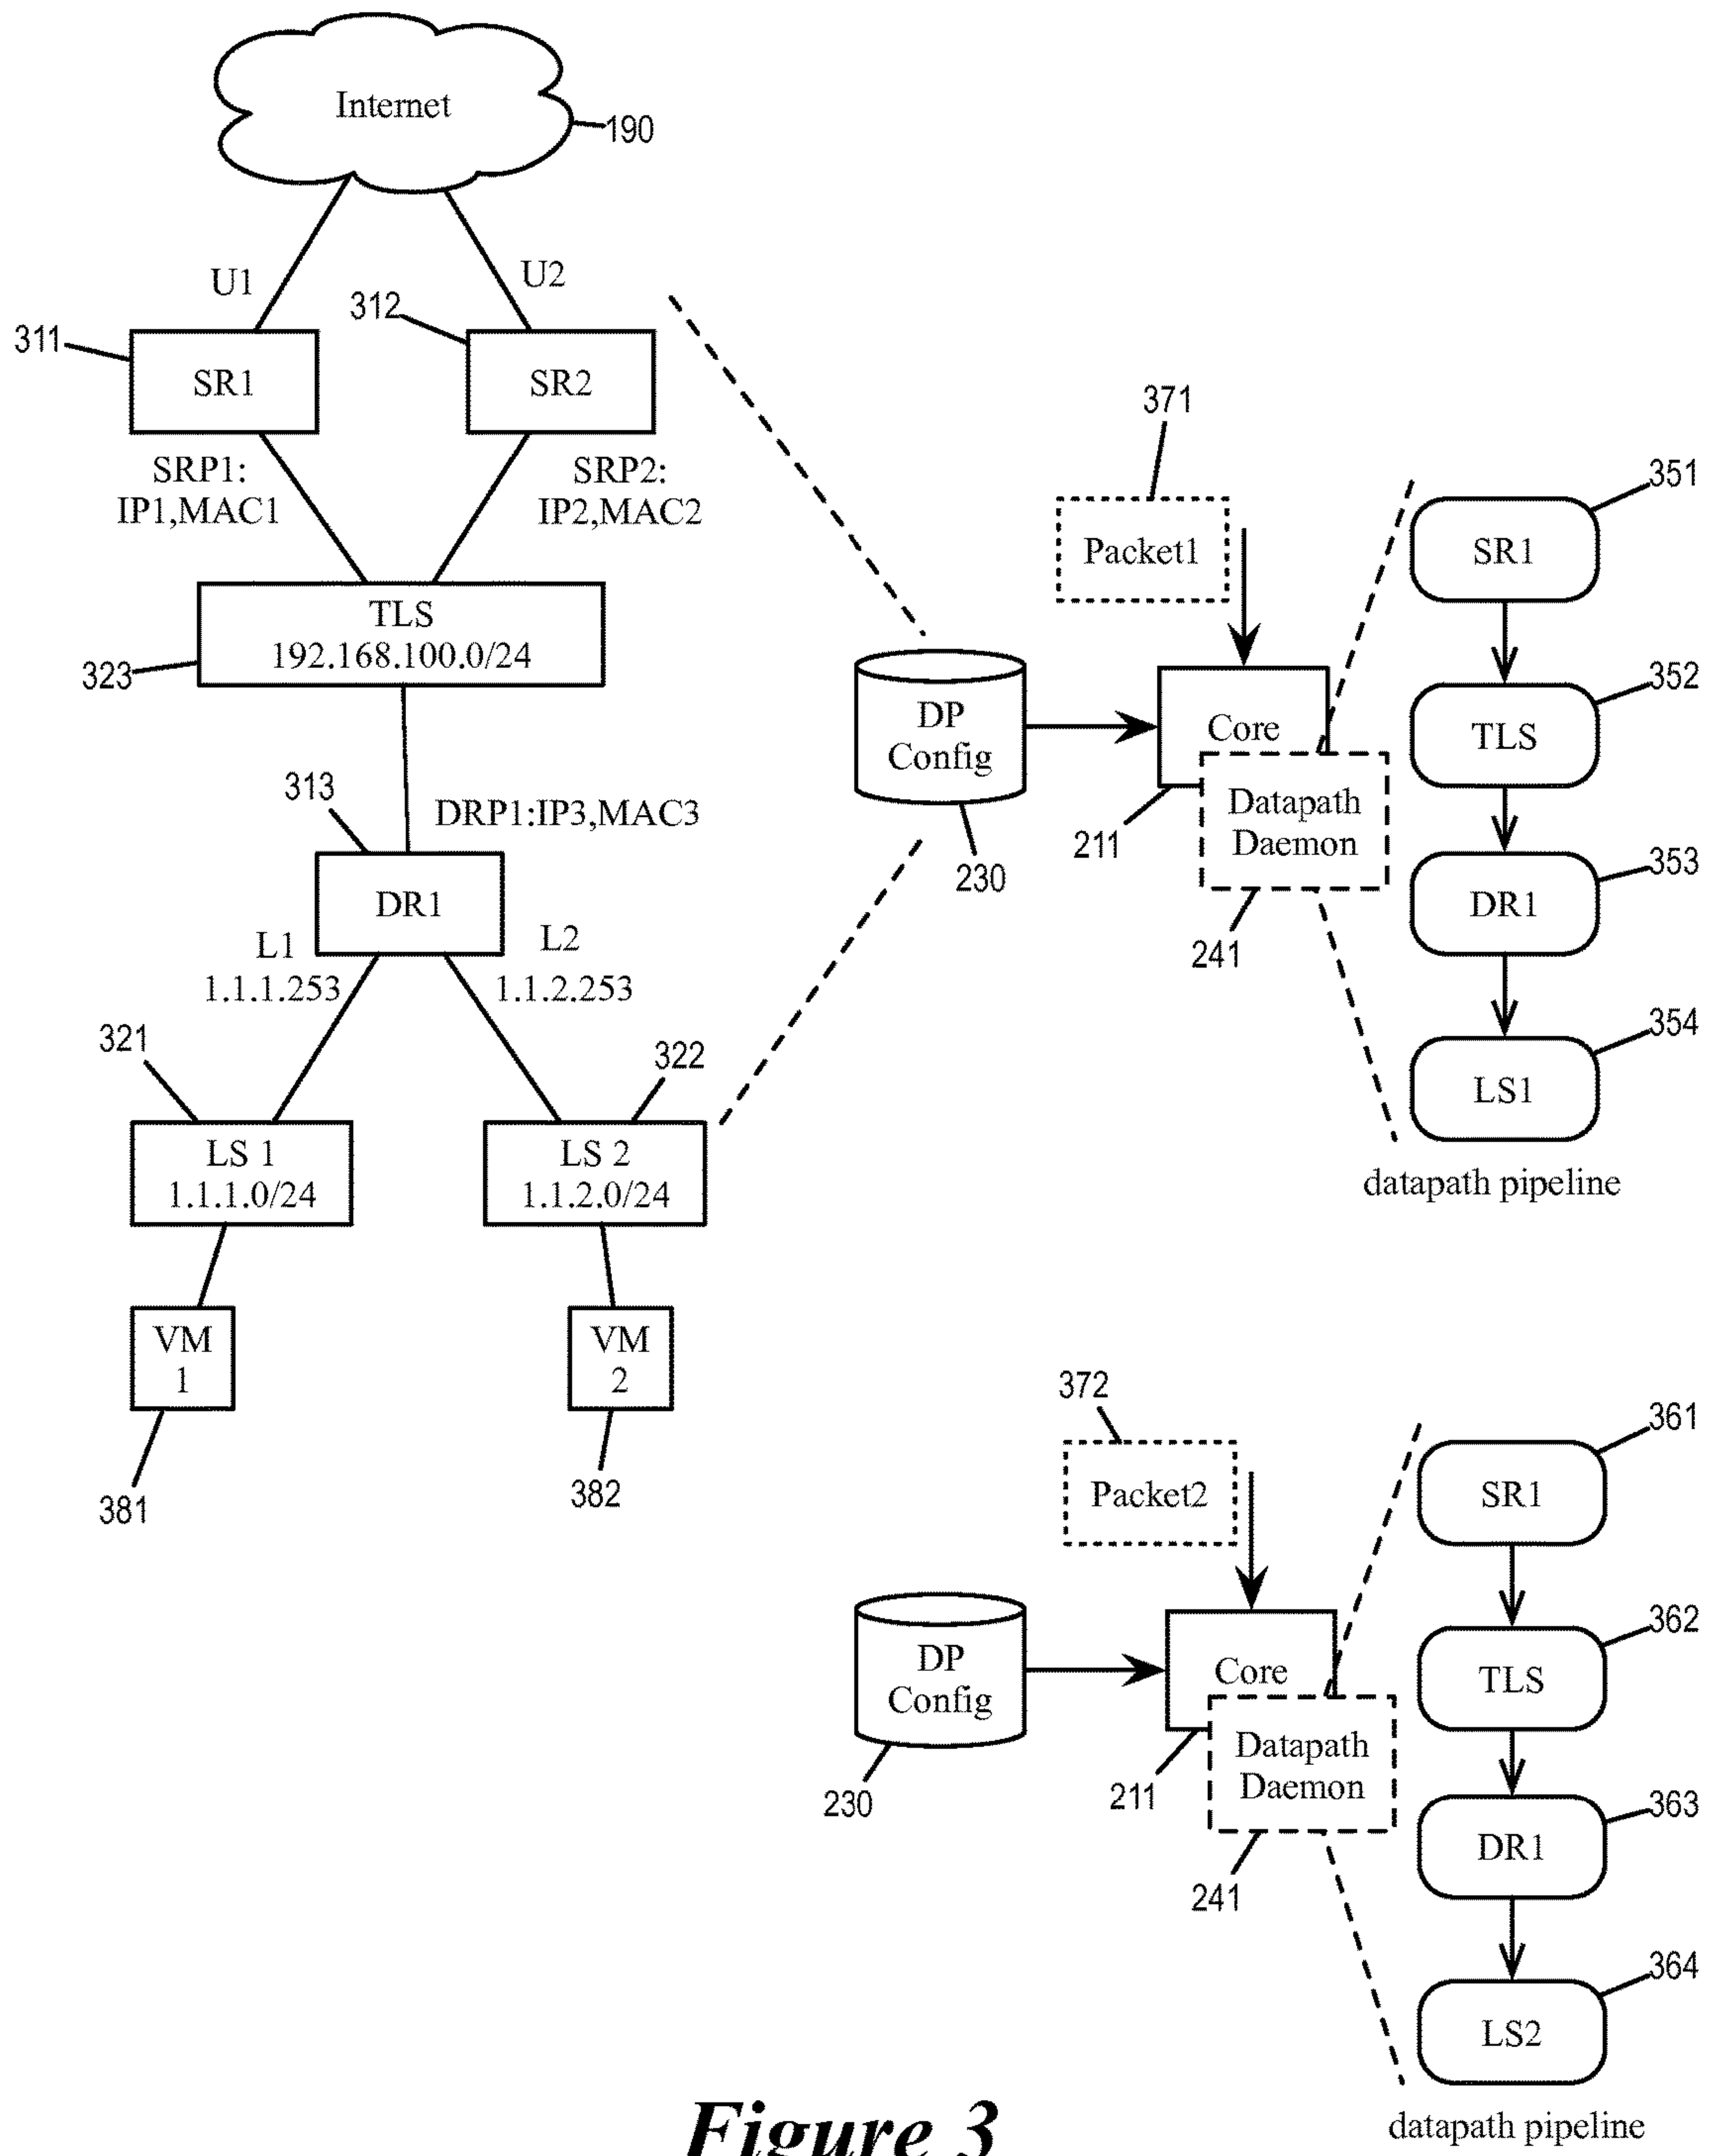 Internet
190
U1
U2
311
312
SR1
SR2
SRP1:
IP1,MAC1
SRP2:
IP2,MAC2
TLS
192.168.100.0/24
323
313
DRP1:IP3,MAC3
DR1
L1
1.1.1.253
L2
1.1.2.253
321
322
LS 1
1.1.1.0/24
LS 2
1.1.2.0/24
VM
1
VM
2
381
382
371
Packet1
DP
Config
230
Core
211
Datapath
Daemon
241
351
SR1
352
TLS
353
DR1
354
LS1
datapath pipeline
372
Packet2
DP
Config
230
Core
211
Datapath
Daemon
241
361
SR1
362
TLS
363
DR1
364
LS2
datapath pipeline
Figure 3